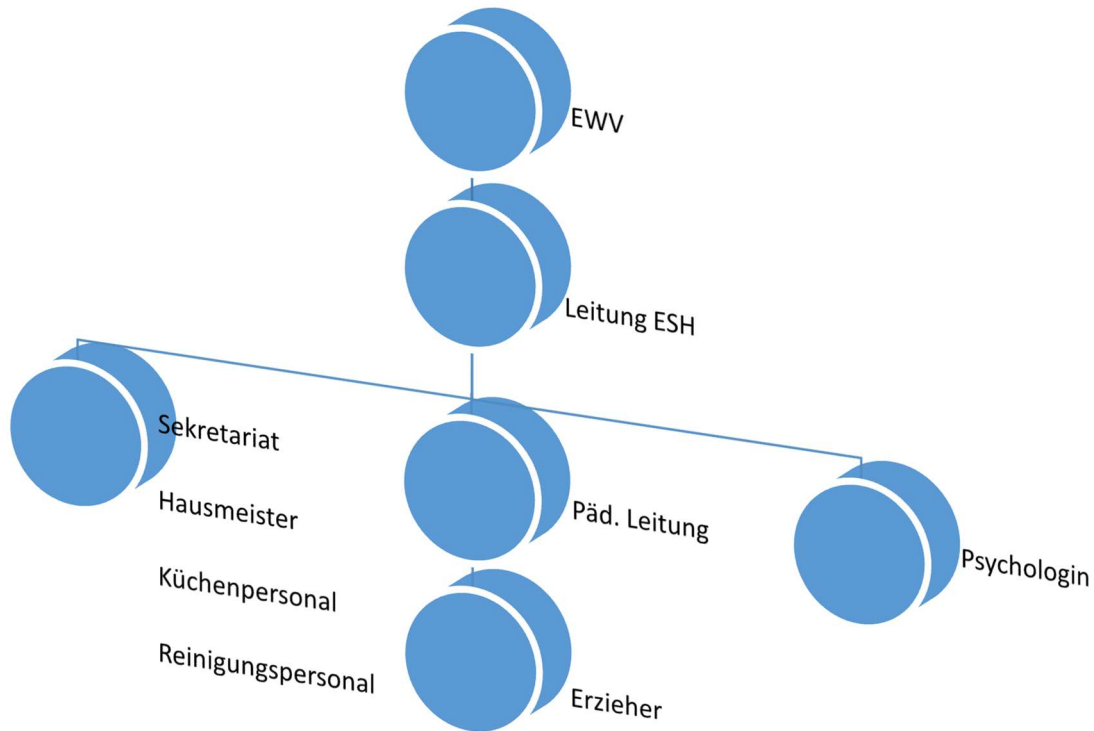 EWV
Leitung ESH
Sekretariat
Hausmeister
Küchenpersonal
Reinigungspersonal
Päd. Leitung
Psychologin
Erzieher